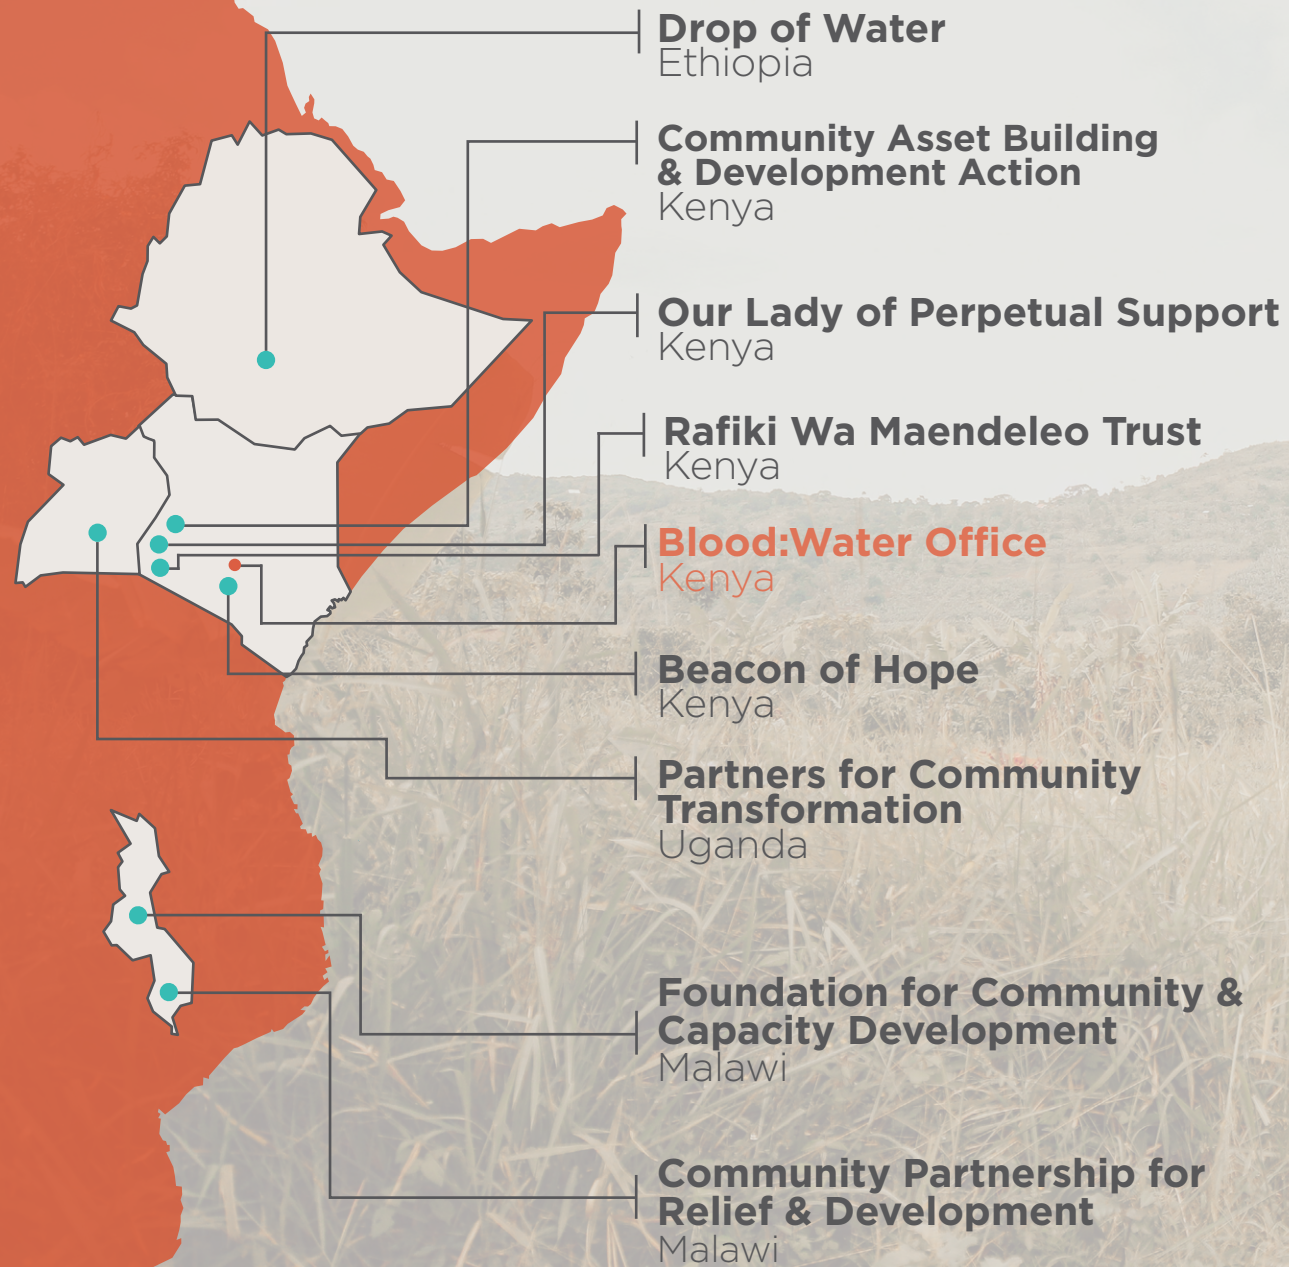 Drop of Water
Ethiopia
Community Asset Building
& Development Action
Kenya
Our Lady of Perpetual Support
Kenya
Rafiki Wa Maendeleo Trust
Kenya
Blood:Water Office
Kenya
Beacon of Hope
Kenya
Partners for Community
Transformation
Uganda
Foundation for Community &
Capacity Development
Malawi
Community Partnership for
Relief & Development
Malawi